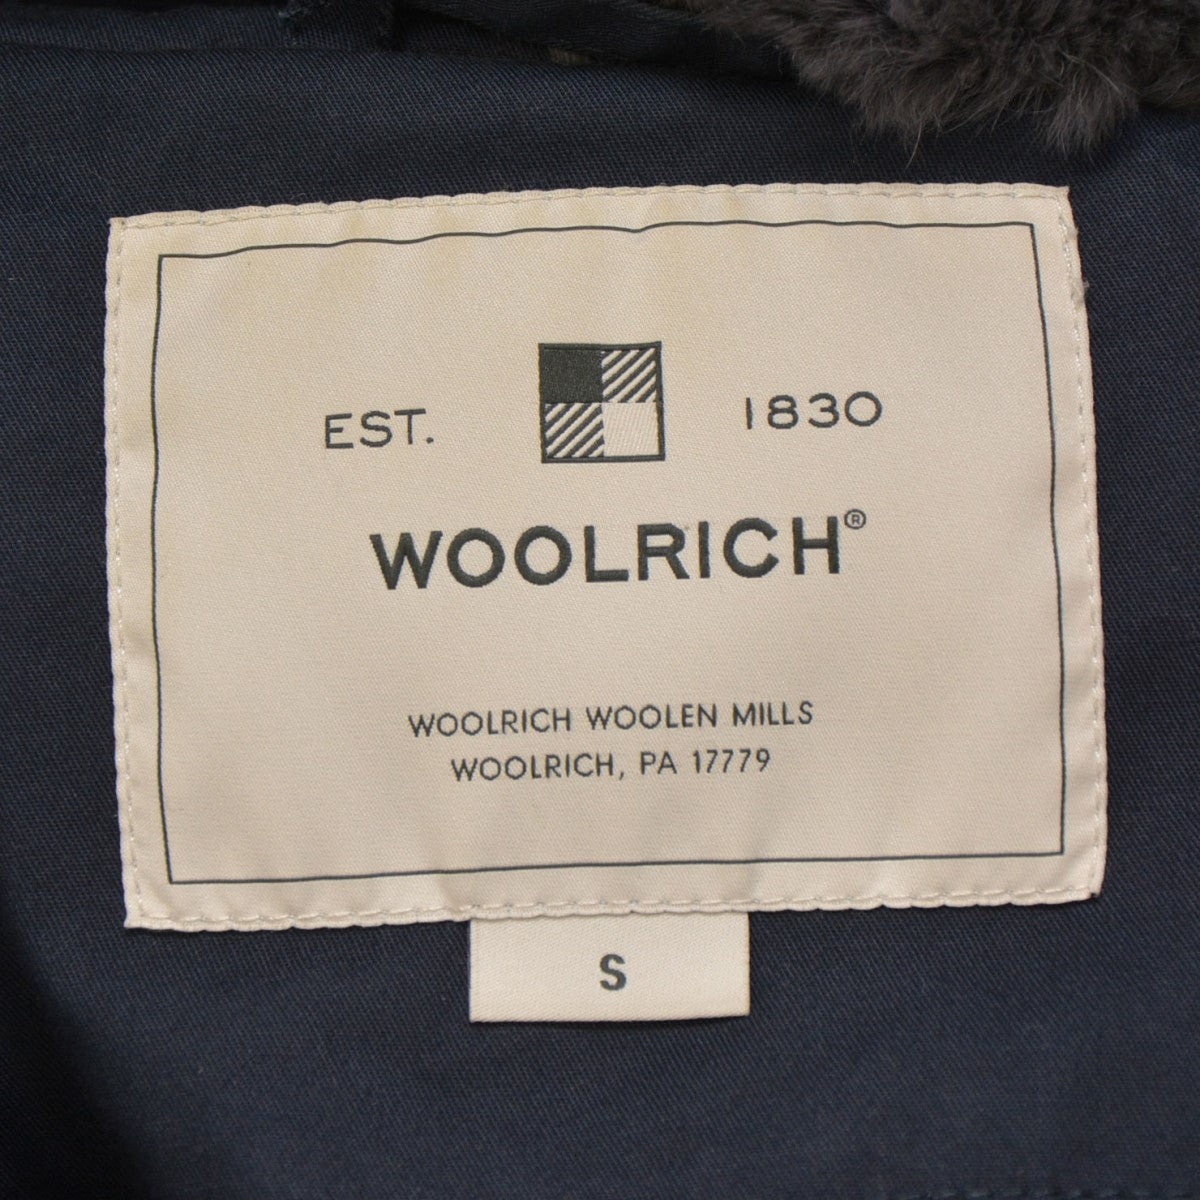 EST. 1830
WOOLRICH®
WOOLRICH WOOLEN MILLS
WOOLRICH, PA 17779
S